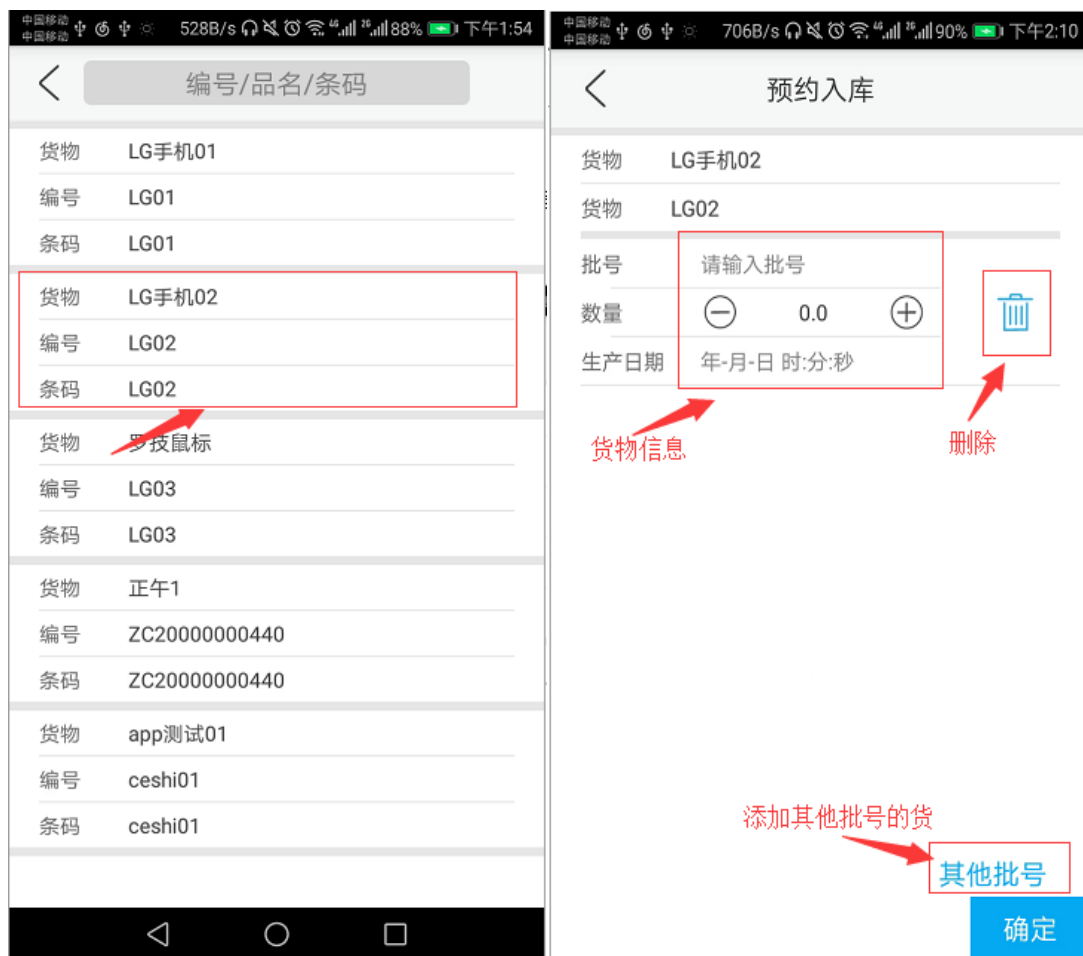 中国移动
中国移动
528B/s 4G 2G 88% 下午1:54
编号/品名/条码
货物 LG手机01
编号 LG01
条码 LG01
货物 LG手机02
编号 LG02
条码 LG02
货物 罗技鼠标
编号 LG03
条码 LG03
货物 正午1
编号 ZC20000000440
条码 ZC20000000440
货物 app测试01
编号 ceshi01
条码 ceshi01
中国移动
中国移动
706B/s 4G 2G 90% 下午2:10
预约入库
货物 LG手机02
货物 LG02
批号 请输入批号
数量 0.0
生产日期 年-月-日 时:分:秒
货物信息
删除
添加其他批号的货
其他批号
确定